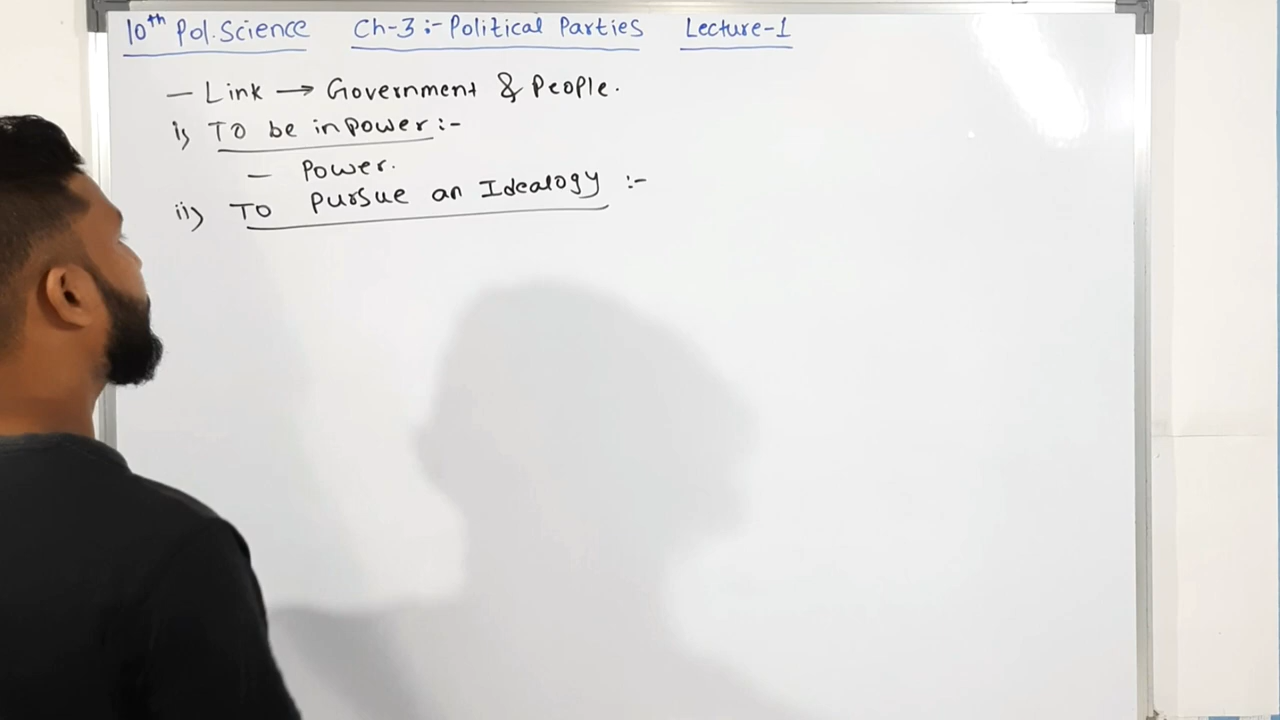 10th Pol.Science Ch-3:- Political Parties Lecture-1
— Link → Government & People.
i) To be in power:-
— Power.
ii) To Pursue an Idealogy :-